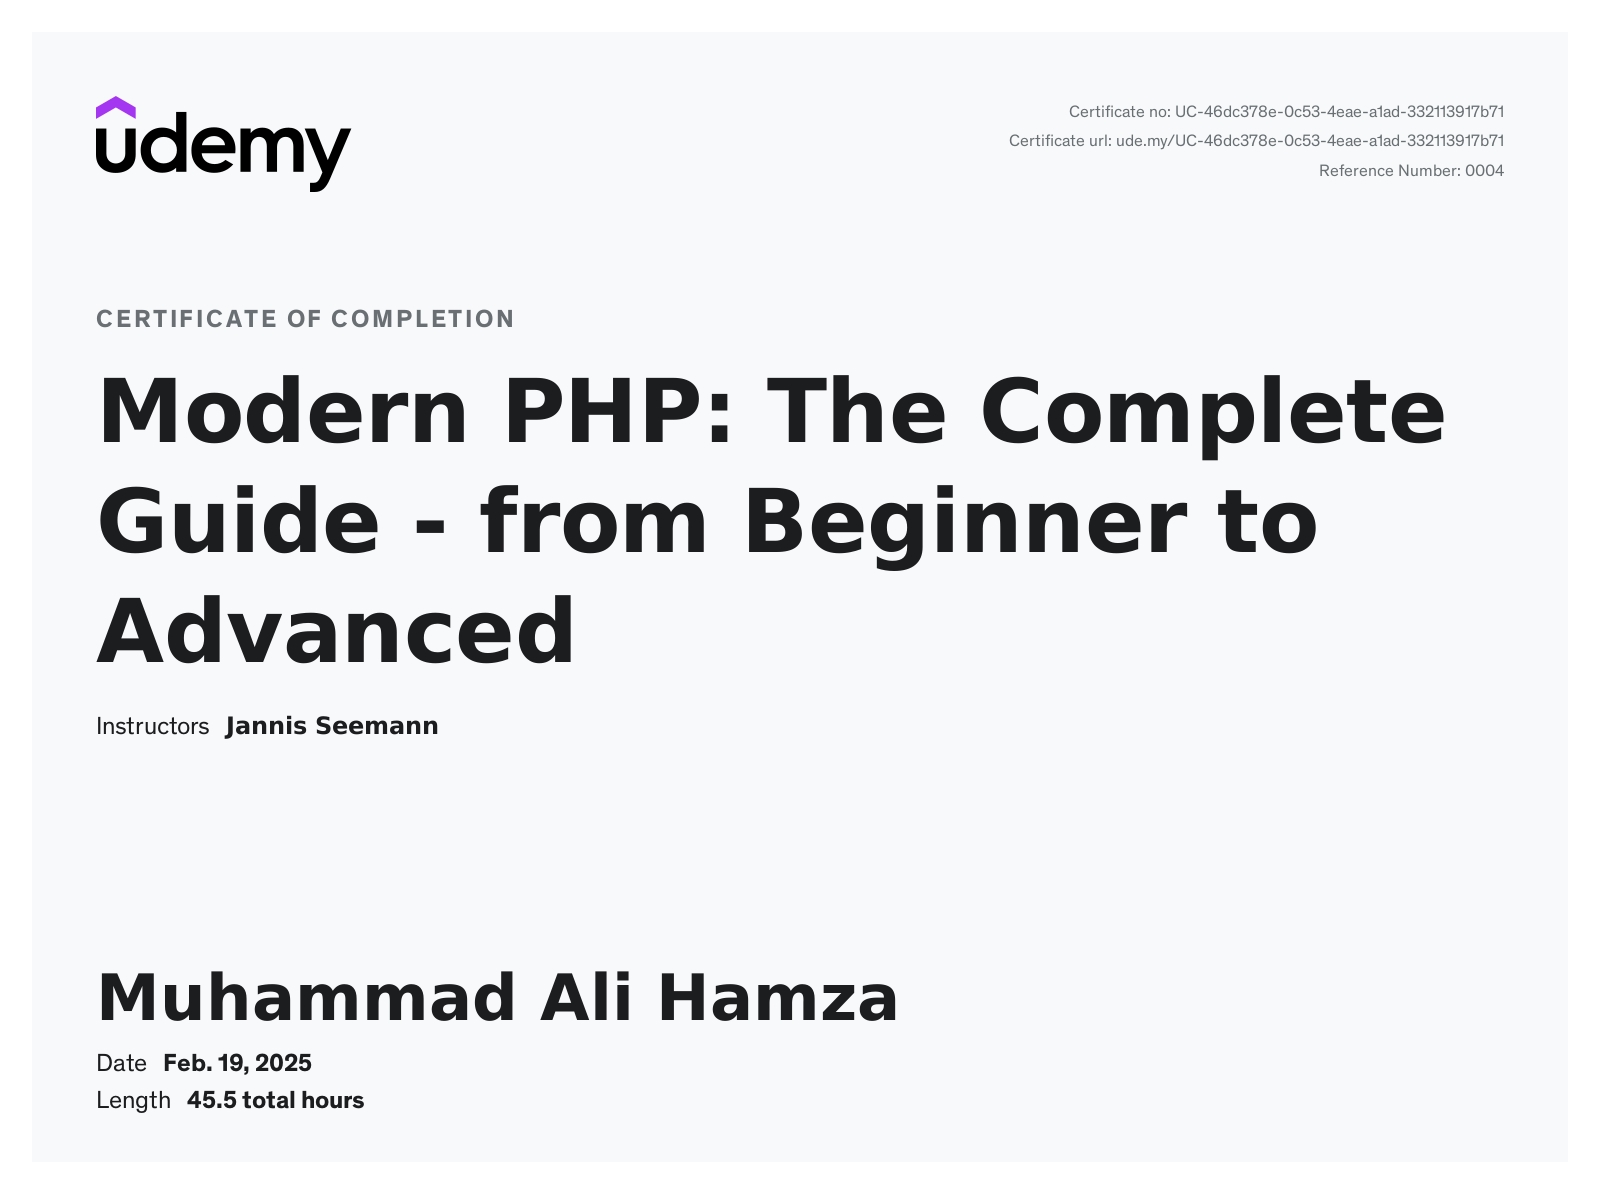 udemy
Certificate no: UC-46dc378e-0c53-4eae-a1ad-332113917b71
Certificate url: ude.my/UC-46dc378e-0c53-4eae-a1ad-332113917b71
Reference Number: 0004
CERTIFICATE OF COMPLETION
Modern PHP: The Complete
Guide - from Beginner to
Advanced
Instructors Jannis Seemann
Muhammad Ali Hamza
Date Feb. 19, 2025
Length 45.5 total hours